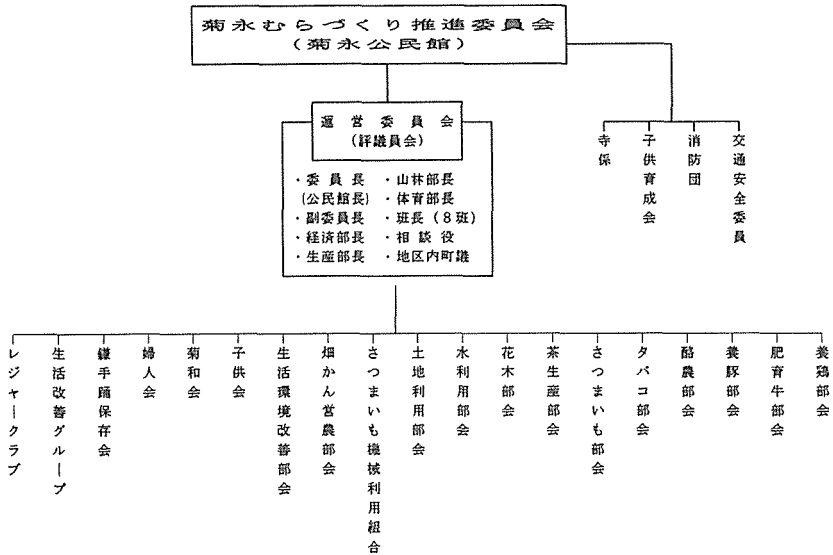 菊永むらづくり推進委員会
(菊永公民館)
運営委員会
(評議員会)
・委員長
(公民館長)
・副委員長
・経済部長
・生産部長
・山林部長
・体育部長
・班長(8班)
・相談役
・地区内町議
寺係
子供育成会
消防団
交通安全委員
レジャークラブ
生活改善グループ
鎌手踊保存会
婦人会
菊和会
子供会
生活環境改善部会
畑かん営農部会
さつまいも機械利用組合
土地利用部会
水利用部会
花木部会
茶生産部会
さつまいも部会
タバコ部会
酪農部会
養豚部会
肥育牛部会
養鶏部会